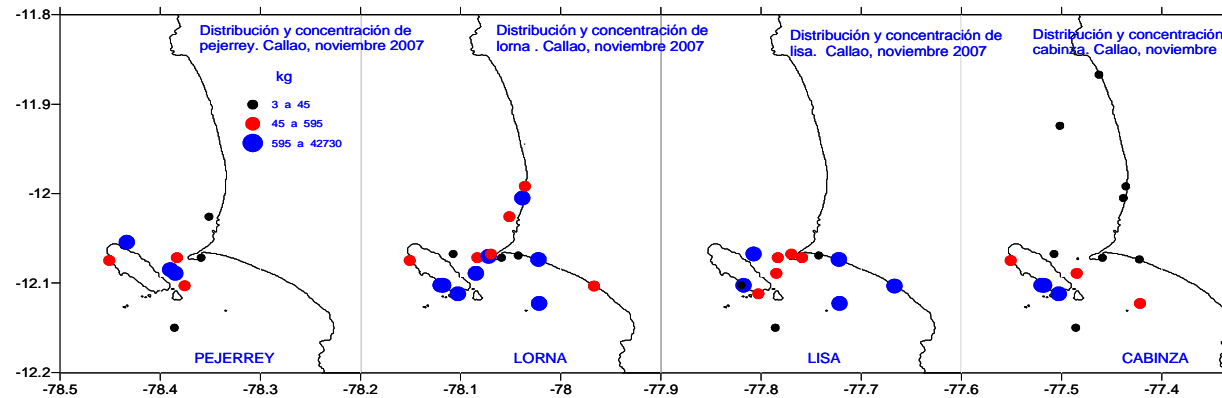 Distribución y concentración de
pejerrey. Callao, noviembre 2007
kg
3 a 45
45 a 595
595 a 42730
Distribución y concentración de
lorna . Callao, noviembre 2007
Distribución y concentración de
lisa. Callao, noviembre 2007
Distribución y concentración
cabinza. Callao, noviembre
PEJERREY
LORNA
LISA
CABINZA
-11.8
-11.9
-12
-12.1
-12.2
-78.5
-78.4
-78.3
-78.2
-78.1
-78
-77.9
-77.8
-77.7
-77.6
-77.5
-77.4